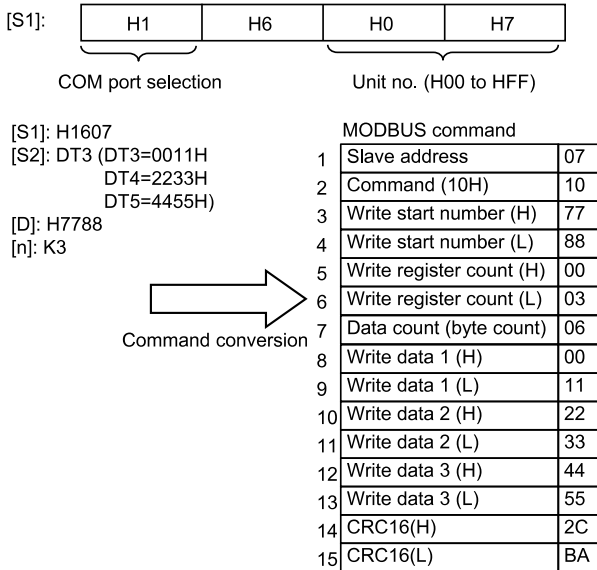 [S1]: H1 H6 H0 H7
COM port selection Unit no. (H00 to HFF)
[S1]: H1607
[S2]: DT3 (DT3=0011H
DT4=2233H
DT5=4455H)
[D]: H7788
[n]: K3
Command conversion
MODBUS command
1 Slave address 07
2 Command (10H) 10
3 Write start number (H) 77
4 Write start number (L) 88
5 Write register count (H) 00
6 Write register count (L) 03
7 Data count (byte count) 06
8 Write data 1 (H) 00
9 Write data 1 (L) 11
10 Write data 2 (H) 22
11 Write data 2 (L) 33
12 Write data 3 (H) 44
13 Write data 3 (L) 55
14 CRC16(H) 2C
15 CRC16(L) BA